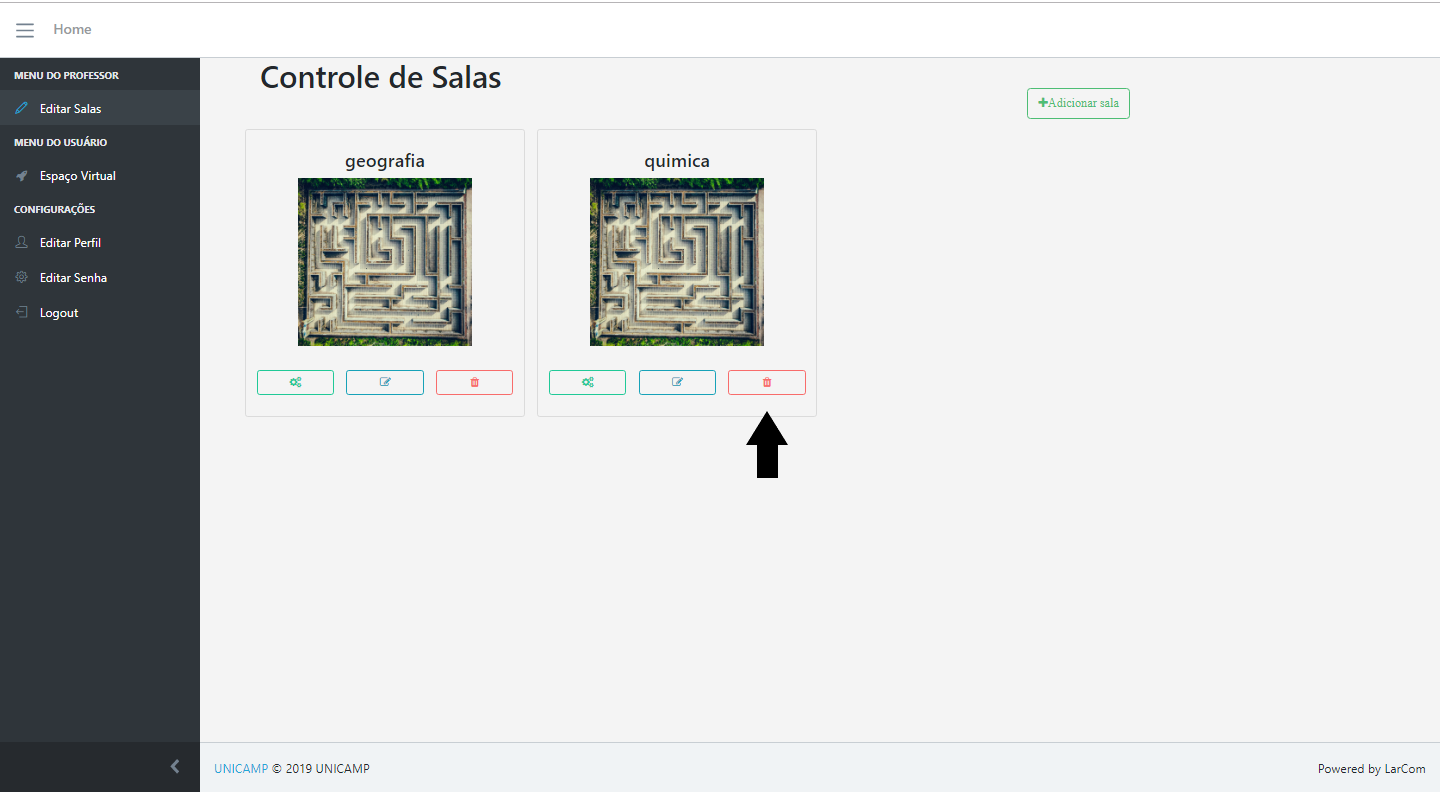 Home
MENU DO PROFESSOR
Editar Salas
MENU DO USUÁRIO
Espaço Virtual
CONFIGURAÇÕES
Editar Perfil
Editar Senha
Logout
Controle de Salas
Adicionar sala
geografia
quimica
UNICAMP © 2019 UNICAMP
Powered by LarCom